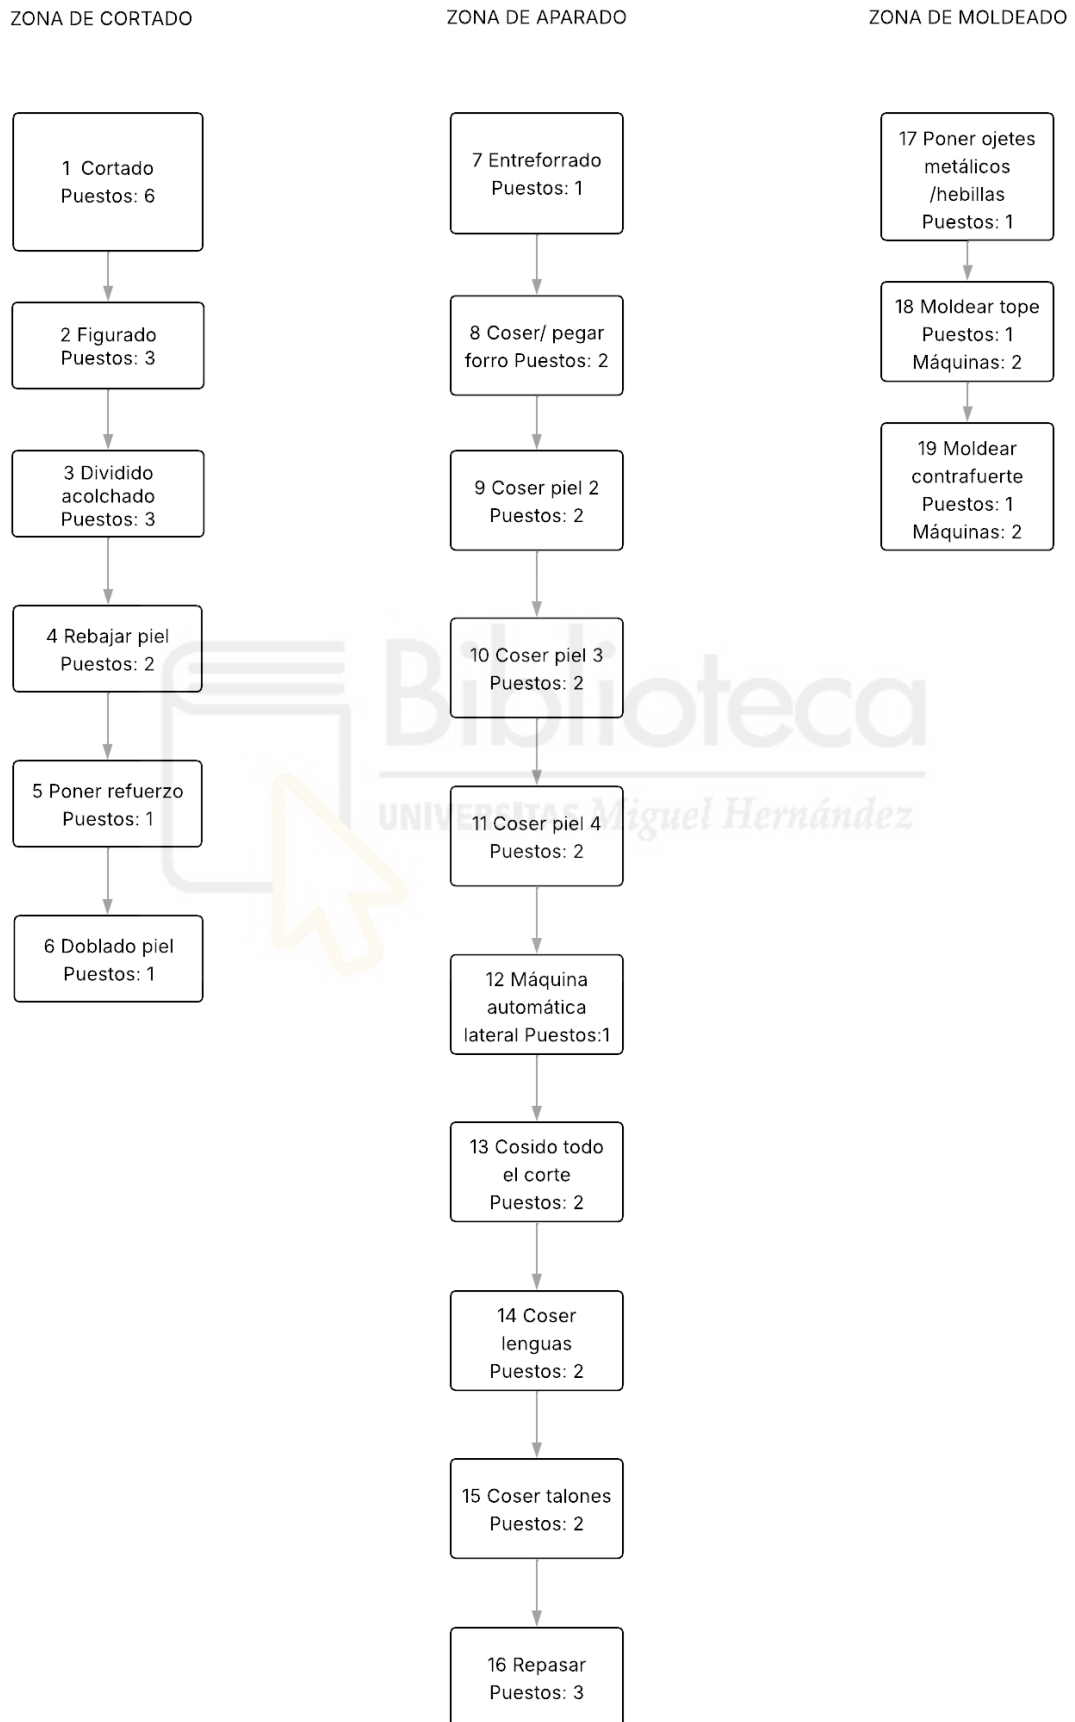 ZONA DE CORTADO
1 Cortado
Puestos: 6
2 Figurado
Puestos: 3
3 Dividido
acolchado
Puestos: 3
4 Rebajar piel
Puestos: 2
5 Poner refuerzo
Puestos: 1
6 Doblado piel
Puestos: 1
ZONA DE APARADO
7 Entreforrado
Puestos: 1
8 Coser/ pegar
forro Puestos: 2
9 Coser piel 2
Puestos: 2
10 Coser piel 3
Puestos: 2
11 Coser piel 4
Puestos: 2
12 Máquina
automática
lateral Puestos:1
13 Cosido todo
el corte
Puestos: 2
14 Coser
lenguas
Puestos: 2
15 Coser talones
Puestos: 2
16 Repasar
Puestos: 3
ZONA DE MOLDEADO
17 Poner ojetes
metálicos
/hebillas
Puestos: 1
18 Moldear tope
Puestos: 1
Máquinas: 2
19 Moldear
contrafuerte
Puestos: 1
Máquinas: 2
Biblioteca
UNIVERSITAS Miguel Hernández